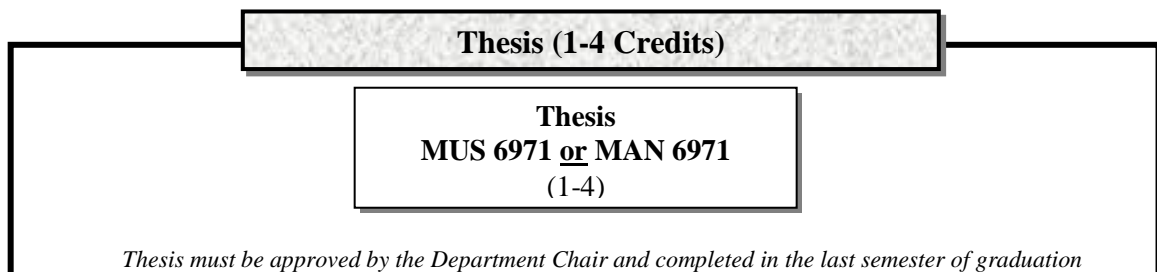 Thesis (1-4 Credits)
Thesis
MUS 6971 or MAN 6971
(1-4)
Thesis must be approved by the Department Chair and completed in the last semester of graduation